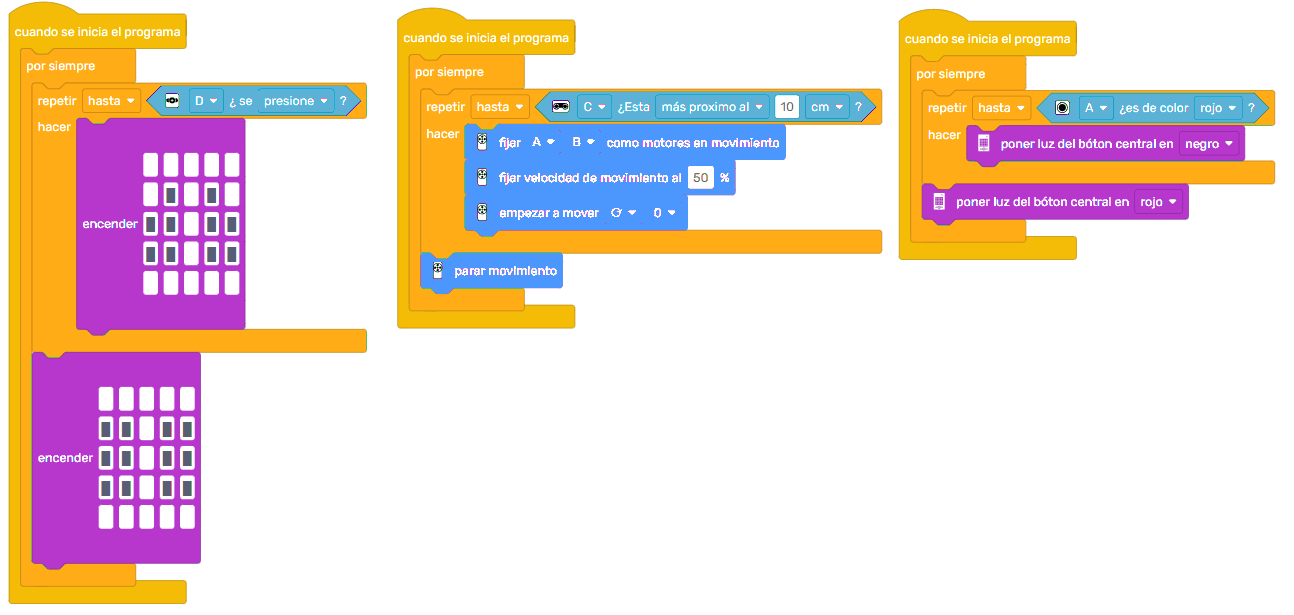 cuando se inicia el programa
por siempre
repetir hasta D ¿ se presione ?
hacer
encender
encender
cuando se inicia el programa
por siempre
repetir hasta C ¿Esta más proximo al 10 cm ?
hacer
fijar A B como motores en movimiento
fijar velocidad de movimiento al 50 %
empezar a mover 0
parar movimiento
cuando se inicia el programa
por siempre
repetir hasta A ¿es de color rojo ?
hacer
poner luz del bóton central en negro
poner luz del bóton central en rojo